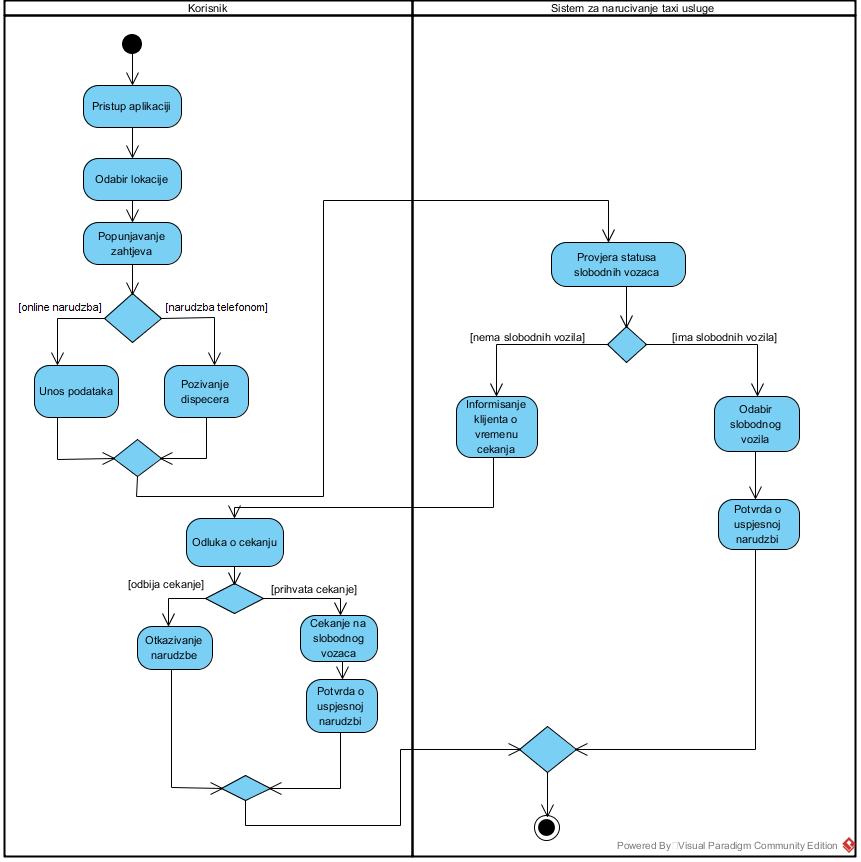 Korisnik
Sistem za narucivanje taxi usluge
Pristup aplikaciji
Odabir lokacije
Popunjavanje
zahtjeva
[online narudzba]
[narudzba telefonom]
Unos podataka
Pozivanje
dispecera
Provjera statusa
slobodnih vozaca
[nema slobodnih vozila]
[ima slobodnih vozila]
Informisanje
klijenta o
vremenu
cekanja
Odabir
slobodnog
vozila
Potvrda o
uspjesnoj
narudzbi
Odluka o cekanju
[odbija cekanje]
[prihvata cekanje]
Otkazivanje
narudzbe
Cekanje na
slobodnog
vozaca
Potvrda o
uspjesnoj
narudzbi
Powered By Visual Paradigm Community Edition